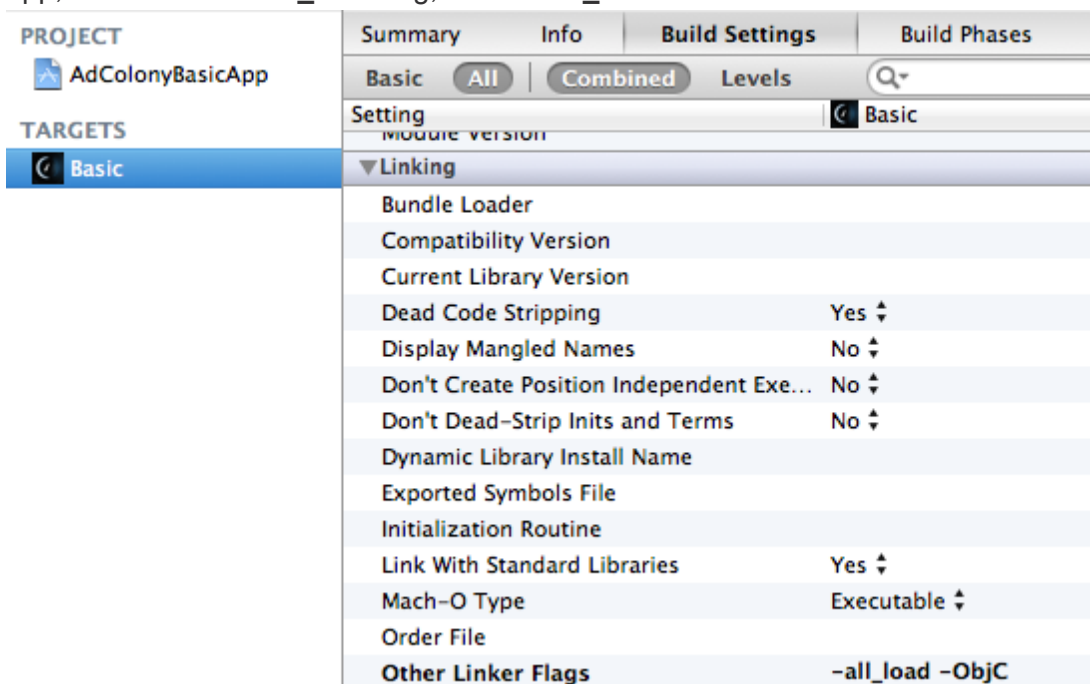 PROJECT
AdColonyBasicApp
TARGETS
Basic
Summary Info Build Settings Build Phases
Basic All Combined Levels
Setting Basic
Module Version
Linking
Bundle Loader
Compatibility Version
Current Library Version
Dead Code Stripping Yes
Display Mangled Names No
Don't Create Position Independent Exe... No
Don't Dead-Strip Inits and Terms No
Dynamic Library Install Name
Exported Symbols File
Initialization Routine
Link With Standard Libraries Yes
Mach-O Type Executable
Order File
Other Linker Flags -all_load -ObjC